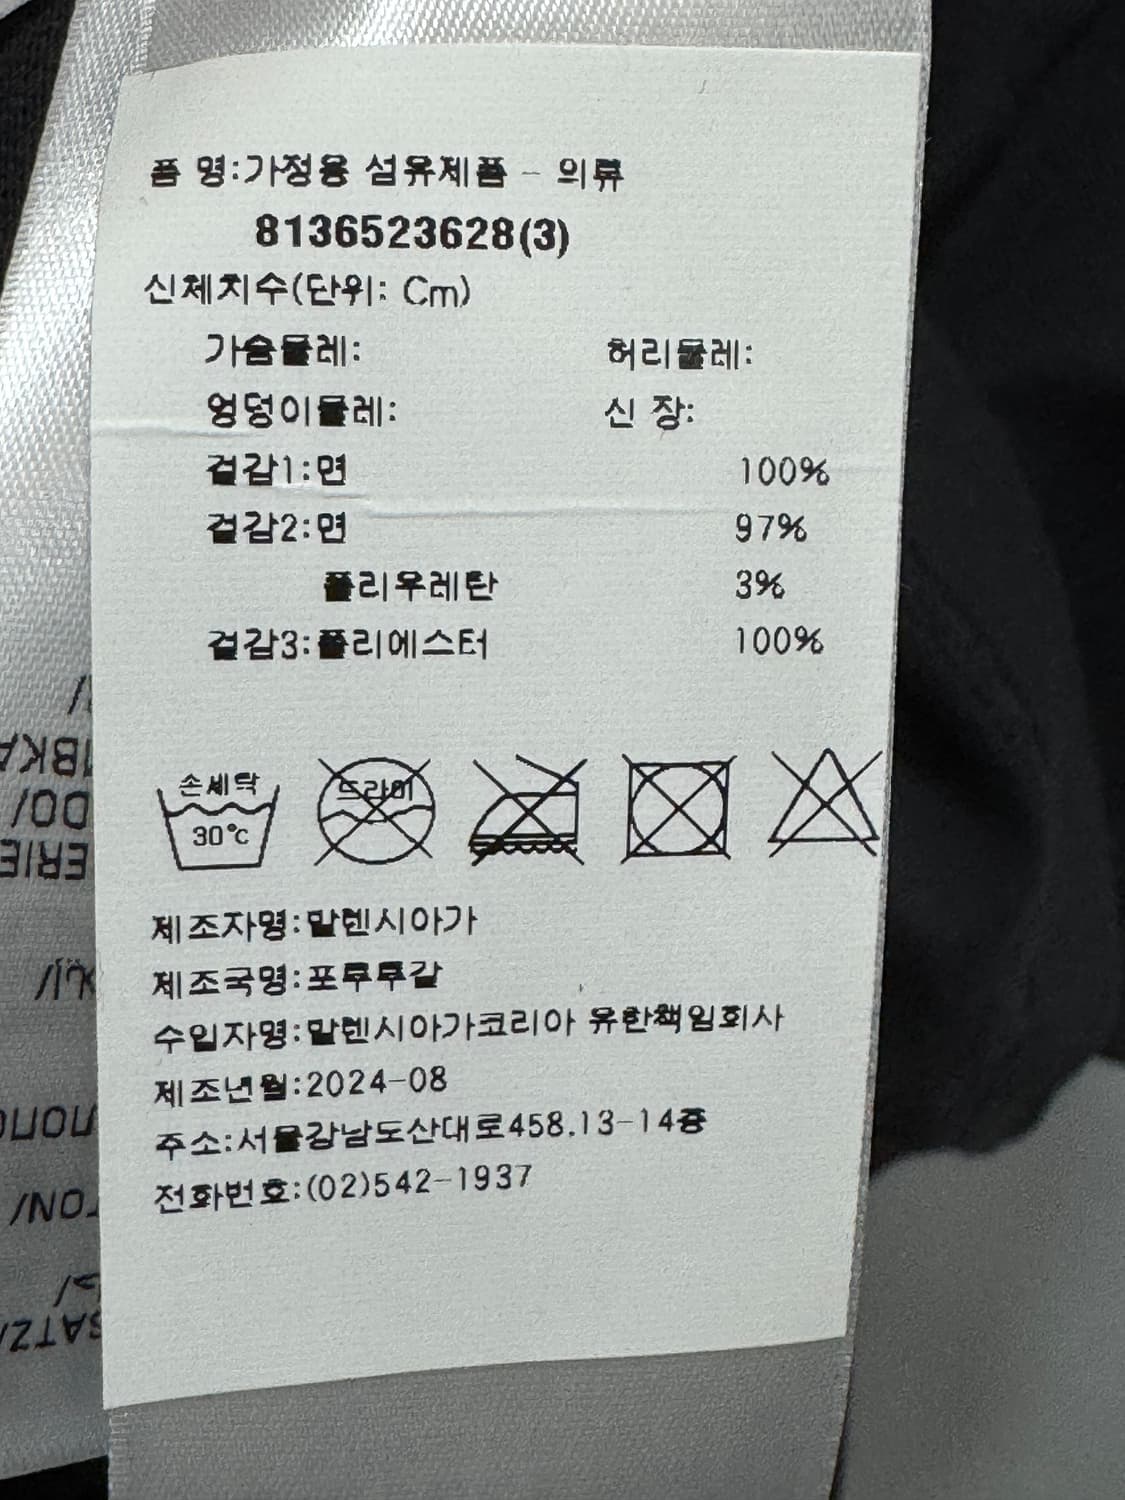 품 명:가정용 섬유제품 - 의류
8136523628(3)
신체치수(단위: Cm)
가슴둘레: 허리둘레:
엉덩이둘레: 신 장:
겉감1:면 100%
겉감2:면 97%
폴리우레탄 3%
겉감3:폴리에스터 100%
손세탁 드라이
30℃
제조자명:발렌시아가
제조국명:포루투갈
수입자명:발렌시아가코리아 유한책임회사
제조년월:2024-08
주소:서울강남도산대로458,13-14층
전화번호:(02)542-1937